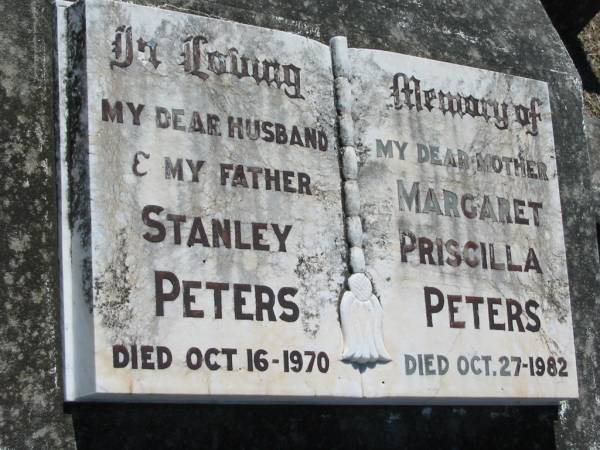 In Loving
MY DEAR HUSBAND
& MY FATHER
STANLEY
PETERS
DIED OCT. 16-1970
Memory of
MY DEAR MOTHER
MARGARET
PRISCILLA
PETERS
DIED OCT. 27-1982